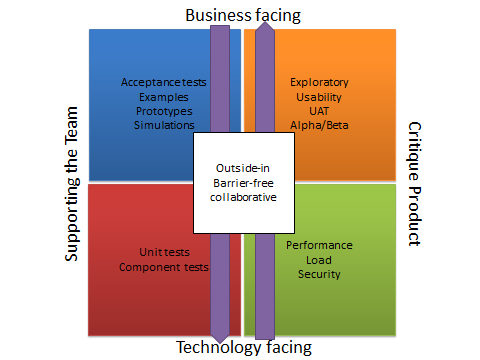 Business facing
Acceptance tests
Examples
Prototypes
Simulations
Exploratory
Usability
UAT
Alpha/Beta
Supporting the Team
Critique Product
Outside-in
Barrier-free
collaborative
Unit tests
Component tests
Performance
Load
Security
Technology facing